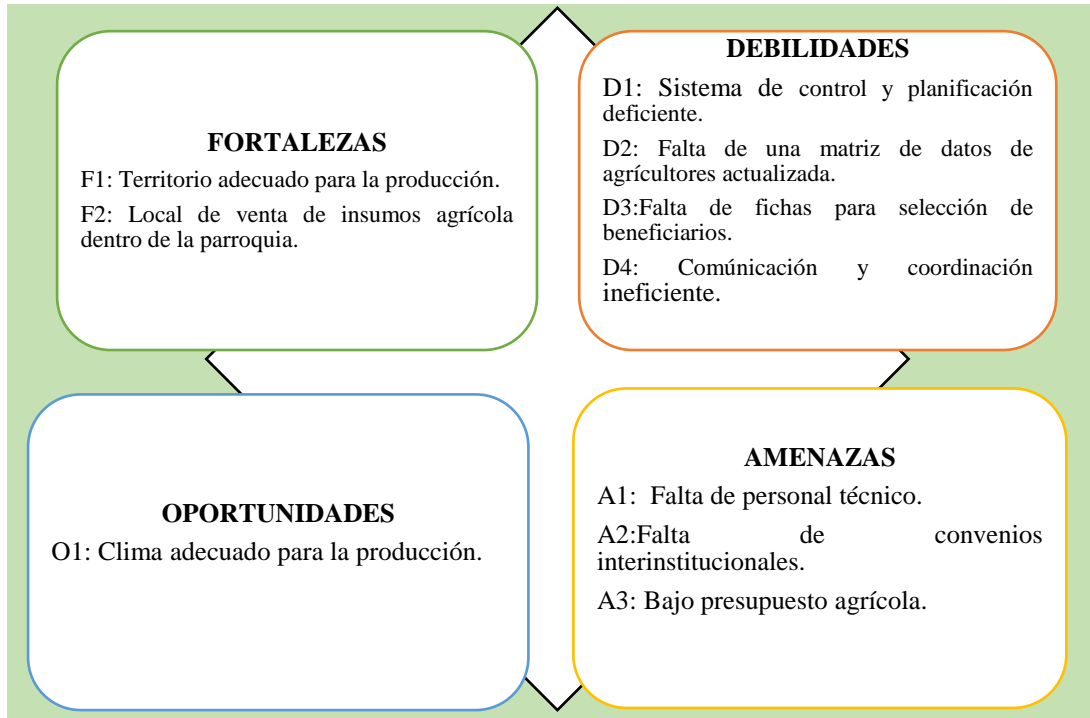 FORTALEZAS
F1: Territorio adecuado para la producción.
F2: Local de venta de insumos agrícola
dentro de la parroquia.
DEBILIDADES
D1: Sistema de control y planificación
deficiente.
D2: Falta de una matriz de datos de
agrícultores actualizada.
D3:Falta de fichas para selección de
beneficiarios.
D4: Comúnicación y coordinación
ineficiente.
OPORTUNIDADES
O1: Clima adecuado para la producción.
AMENAZAS
A1: Falta de personal técnico.
A2:Falta de convenios
interinstitucionales.
A3: Bajo presupuesto agrícola.